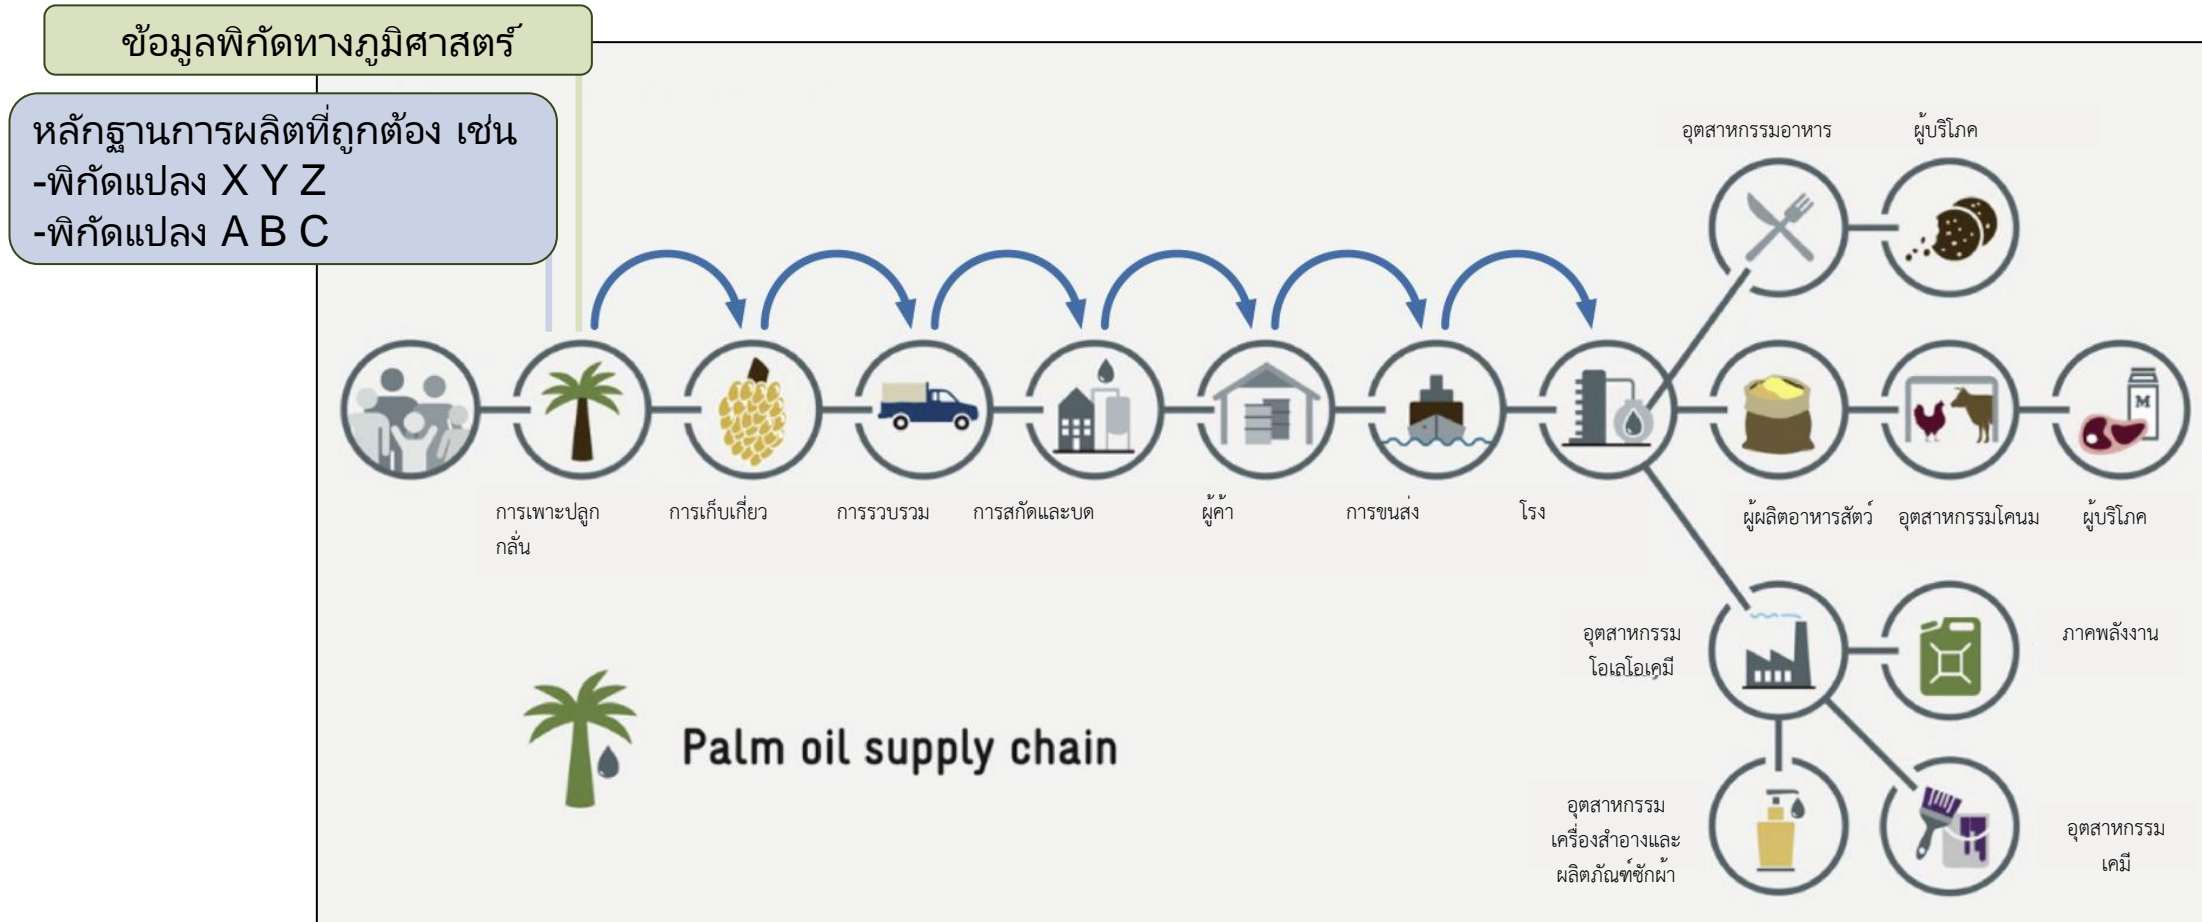 ข้อมูลพิกัดทางภูมิศาสตร์
หลักฐานการผลิตที่ถูกต้อง เช่น
-พิกัดแปลง X Y Z
-พิกัดแปลง A B C
อุตสาหกรรมอาหาร
ผู้บริโภค
M
การเพาะปลูก การเก็บเกี่ยว การรวบรวม การสกัดและบด ผู้ค้า การขนส่ง โรง
กลั่น
ผู้ผลิตอาหารสัตว์ อุตสาหกรรมโคนม ผู้บริโภค
อุตสาหกรรม
โอเลโอเคมี
ภาคพลังงาน
Palm oil supply chain
อุตสาหกรรม
เครื่องสำอางและ
ผลิตภัณฑ์ซักผ้า
อุตสาหกรรม
เคมี